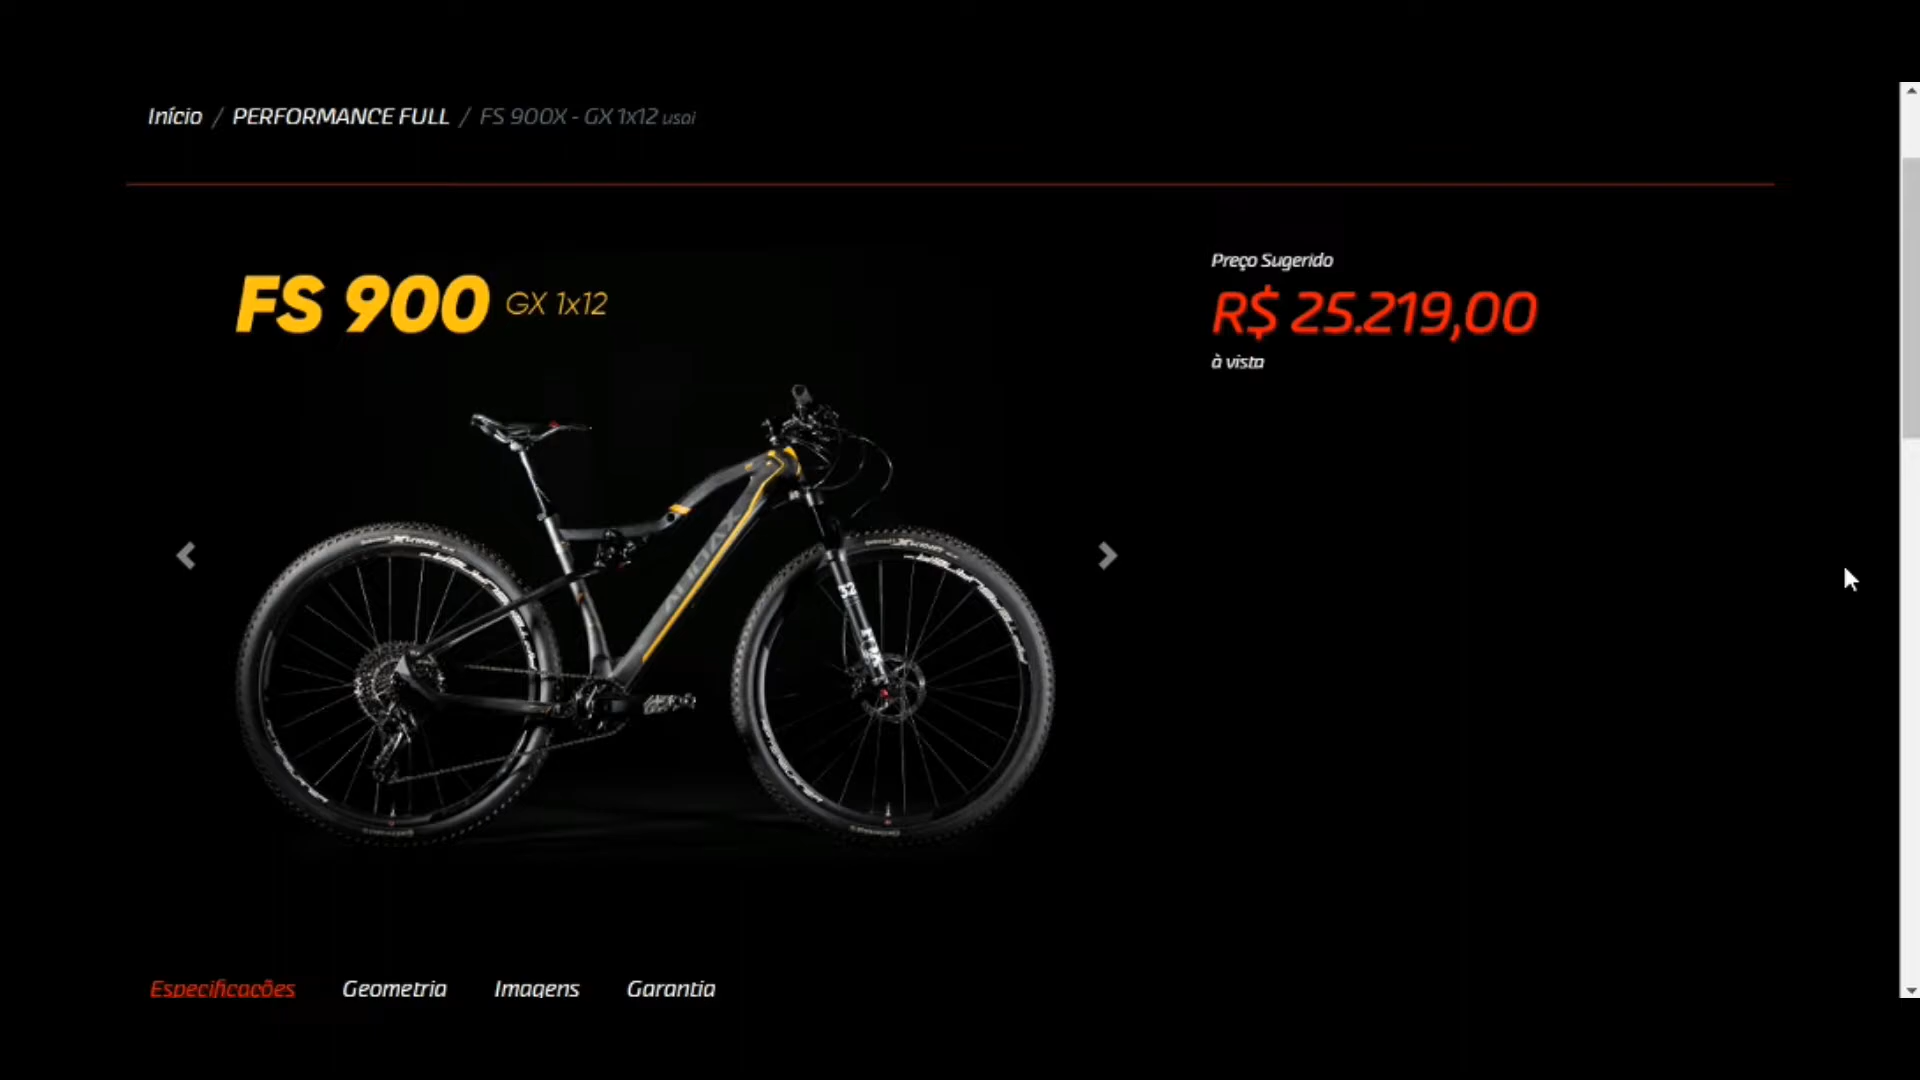 Início / PERFORMANCE FULL / FS 900X - GX 1x12 usai
FS 900 GX 1x12
Preço Sugerido
R$ 25.219,00
à vista
FOX
Especificações
Geometria
Imagens
Garantia